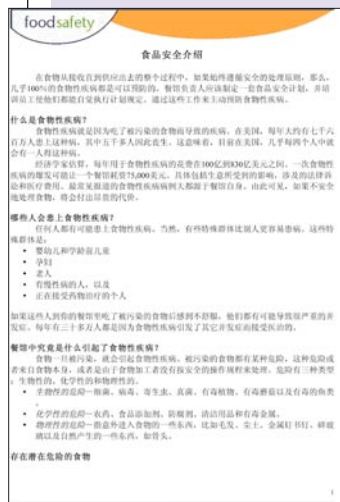 foodsafety
食品安全介绍
在食物从接收直到供应出去的整个过程中，如果始终遵循安全的处理原则，那么，
几乎100%的食物性疾病都是可以预防的。餐馆负责人应该制定一套食品安全计划，并培
训员工使他们都能自觉执行计划规定。通过这些工作来主动预防食物性疾病。
什么是食物性疾病？
食物性疾病就是因为吃了被污染的食物而导致的疾病。在美国，每年大约有七千六
百万人患上这种病，其中五千多人因此丧生。这意味着，目前在美国，几乎每四个人中就
会有一人得这种病。
经济学家估算，每年用于食物性疾病的花费在100亿到830亿美元之间。一次食物性
疾病的爆发可能让一个餐馆耗费75,000美元。具体包括生意所受到的影响，涉及的法律诉
讼和医疗费用。最常见报道的食物性疾病病例大都源于餐馆自身。由此可见，如果不安全
地处理食物，将会付出昂贵的代价。
哪些人会患上食物性疾病？
任何人都有可能患上食物性疾病。当然，有些特殊群体比别人更容易患病。这些特
殊群体是：
• 婴幼儿和学龄前儿童
• 孕妇
• 老人
• 有慢性病的人，以及
• 正在接受药物治疗的个人
如果这些人到你的餐馆里吃了被污染的食物后感到不舒服，他们都有可能导致很严重的并
发症。每年有三十多万人都是因为食物性疾病引发了其它并发症而接受医治的。
餐馆中究竟是什么引起了食物性疾病？
食物一旦被污染，就会引起食物性疾病。被污染的食物都有某种危险，这种危险或
者来自食物本身，或者是由于食物加工者没有按安全的操作规程来处理。危险有三种类型
：生物性的、化学性的和物理性的。
• 生物性的危险－细菌、病毒、寄生虫、真菌、有毒植物、有毒蘑菇以及有毒的鱼类
。
• 化学性的危险－农药、食品添加剂、防腐剂、清洁用品和有毒金属。
• 物理性的危险－指意外进入食物的一些东西，比如毛发、尘土、金属钉书钉、碎玻
璃以及自然产生的一些东西，如骨头。
存在潜在危险的食物
1